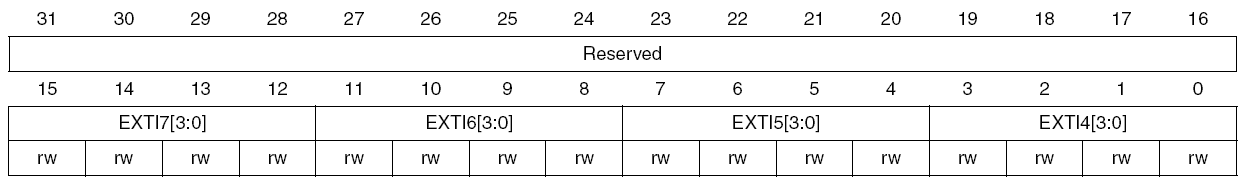 31 30 29 28 27 26 25 24 23 22 21 20 19 18 17 16
Reserved
15 14 13 12 11 10 9 8 7 6 5 4 3 2 1 0
EXTI7[3:0] EXTI6[3:0] EXTI5[3:0] EXTI4[3:0]
rw rw rw rw rw rw rw rw rw rw rw rw rw rw rw rw